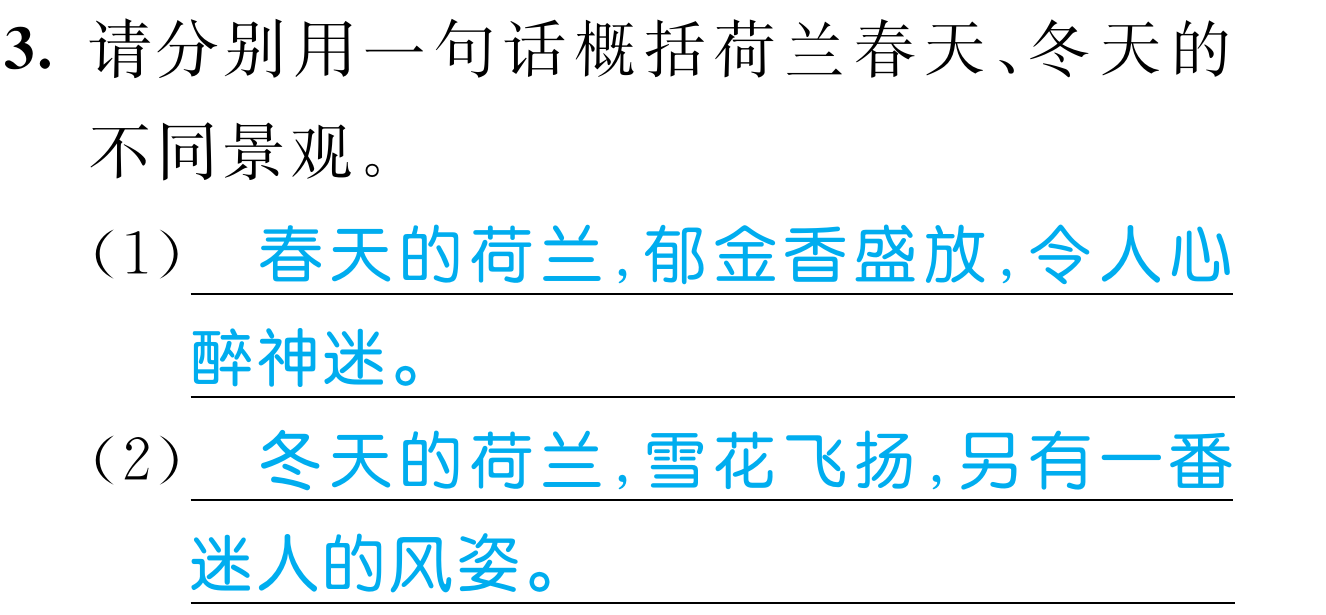 3. 请分别用一句话概括荷兰春天、冬天的
不同景观。
(1) 春天的荷兰,郁金香盛放,令人心
醉神迷。
(2) 冬天的荷兰,雪花飞扬,另有一番
迷人的风姿。